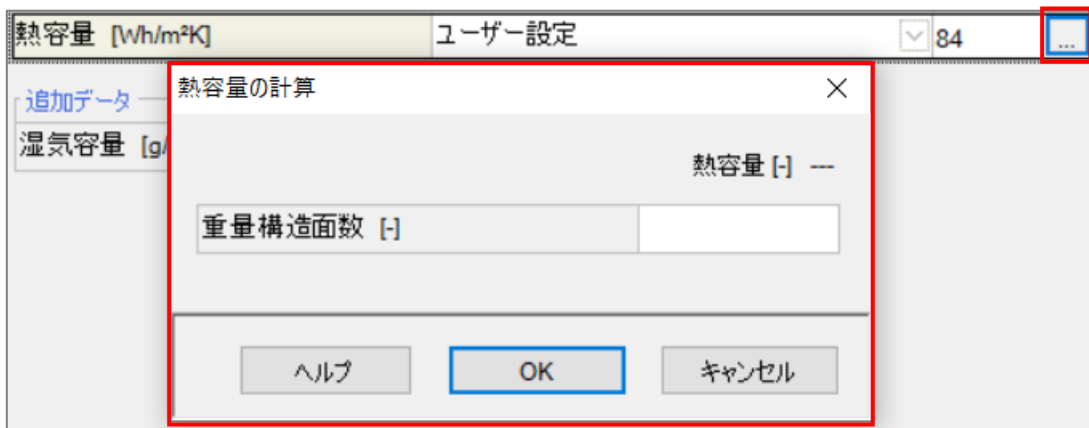 熱容量 [Wh/m²K] ユーザー設定 84 ...
熱容量の計算
追加データ
湿気容量 [g/
熱容量 [-] ---
重量構造面数 [-]
ヘルプ OK キャンセル